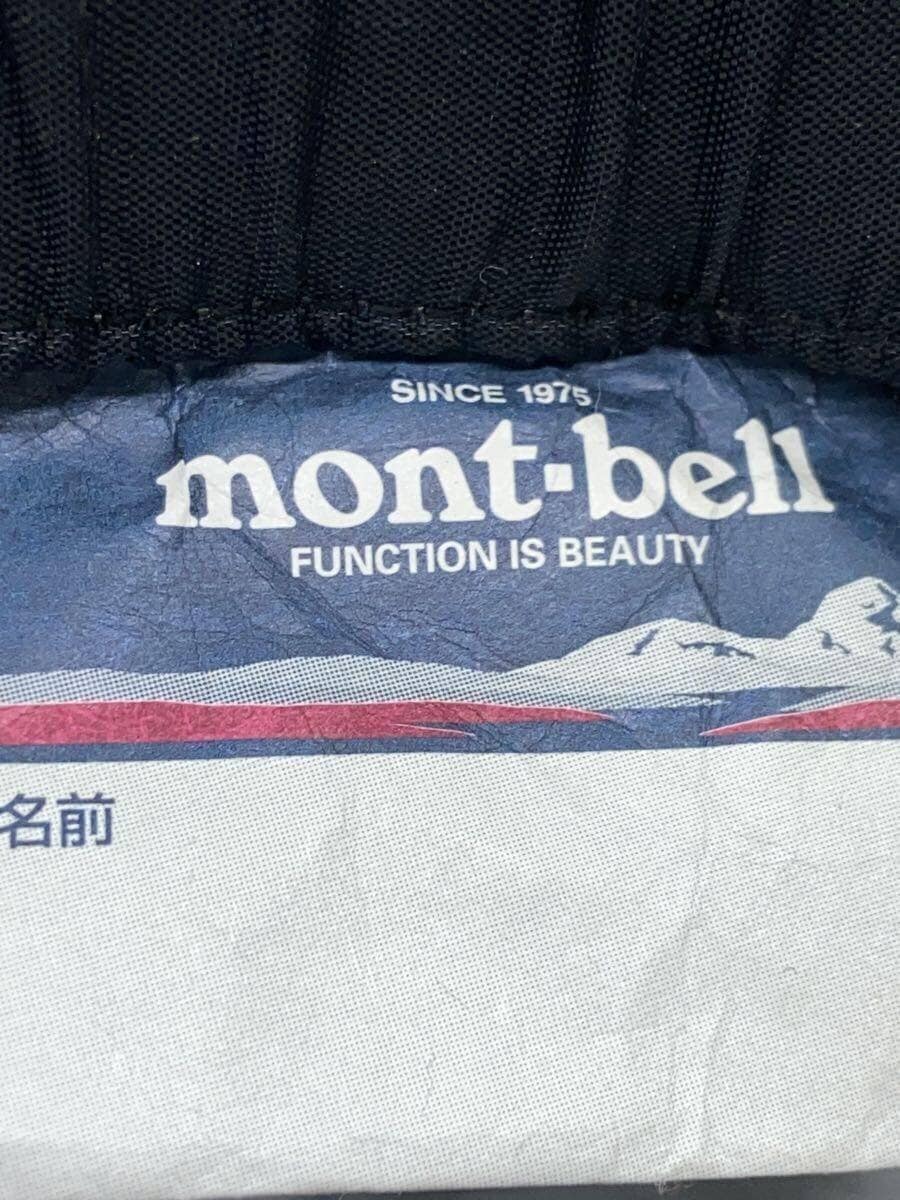 SINCE 1975
mont-bell
FUNCTION IS BEAUTY
名前